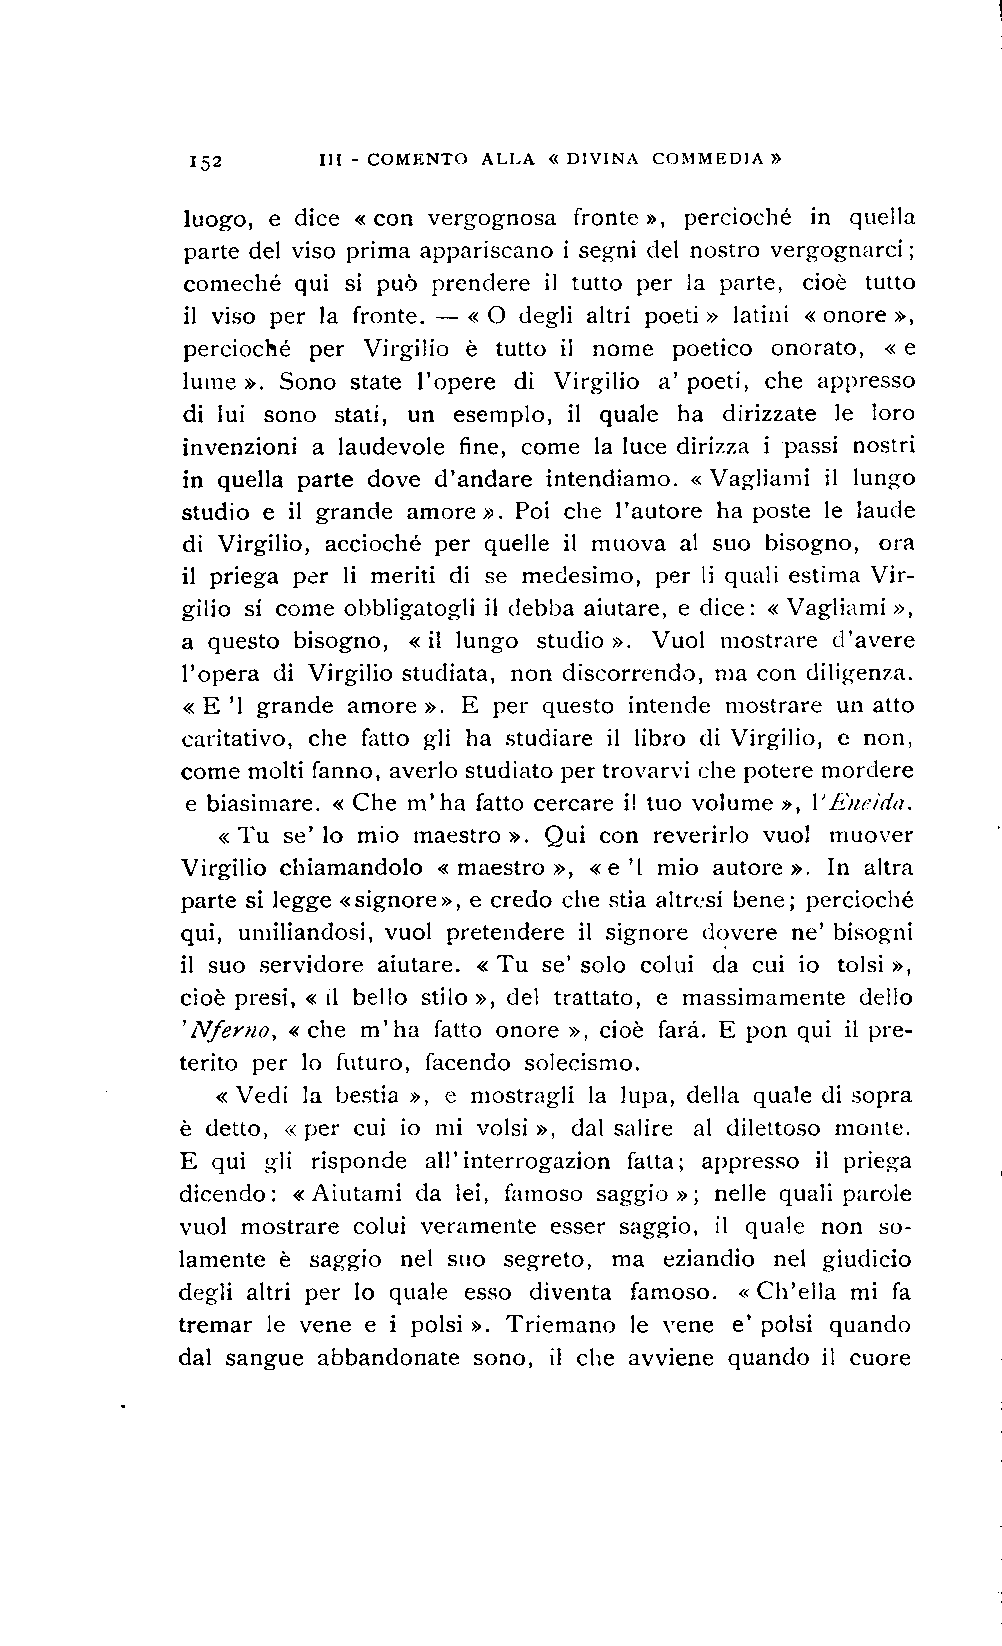 152 III - COMENTO ALLA « DIVINA COMMEDIA »
luogo, e dice « con vergognosa fronte », percioché in quella
parte del viso prima appariscano i segni del nostro vergognarci;
comeché qui si può prendere il tutto per la parte, cioè tutto
il viso per la fronte. — « O degli altri poeti » latini « onore »,
percioché per Virgilio è tutto il nome poetico onorato, « e
lume ». Sono state l'opere di Virgilio a' poeti, che appresso
di lui sono stati, un esemplo, il quale ha dirizzate le loro
invenzioni a laudevole fine, come la luce dirizza i passi nostri
in quella parte dove d'andare intendiamo. « Vagliami il lungo
studio e il grande amore ». Poi che l'autore ha poste le laude
di Virgilio, accioché per quelle il muova al suo bisogno, ora
il priega per li meriti di se medesimo, per li quali estima Vir-
gilio sí come obbligatogli il debba aiutare, e dice: « Vagliami »,
a questo bisogno, « il lungo studio ». Vuol mostrare d'avere
l'opera di Virgilio studiata, non discorrendo, ma con diligenza.
« E 'l grande amore ». E per questo intende mostrare un atto
caritativo, che fatto gli ha studiare il libro di Virgilio, e non,
come molti fanno, averlo studiato per trovarvi che potere mordere
e biasimare. « Che m'ha fatto cercare il tuo volume », l'Eneida.
« Tu se' lo mio maestro ». Qui con reverirlo vuol muover
Virgilio chiamandolo « maestro », « e 'l mio autore ». In altra
parte si legge «signore», e credo che stia altresí bene; percioché
qui, umiliandosi, vuol pretendere il signore dovere ne' bisogni
il suo servidore aiutare. « Tu se' solo colui da cui io tolsi »,
cioè presi, « il bello stilo », del trattato, e massimamente dello
'Nferno, « che m'ha fatto onore », cioè fará. E pon qui il pre-
terito per lo futuro, facendo solecismo.
« Vedi la bestia », e mostragli la lupa, della quale di sopra
è detto, « per cui io mi volsi », dal salire al dilettoso monte.
E qui gli risponde all'interrogazion fatta; appresso il priega
dicendo: « Aiutami da lei, famoso saggio »; nelle quali parole
vuol mostrare colui veramente esser saggio, il quale non so-
lamente è saggio nel suo segreto, ma eziandio nel giudicio
degli altri per lo quale esso diventa famoso. « Ch'ella mi fa
tremar le vene e i polsi ». Triemano le vene e' polsi quando
dal sangue abbandonate sono, il che avviene quando il cuore